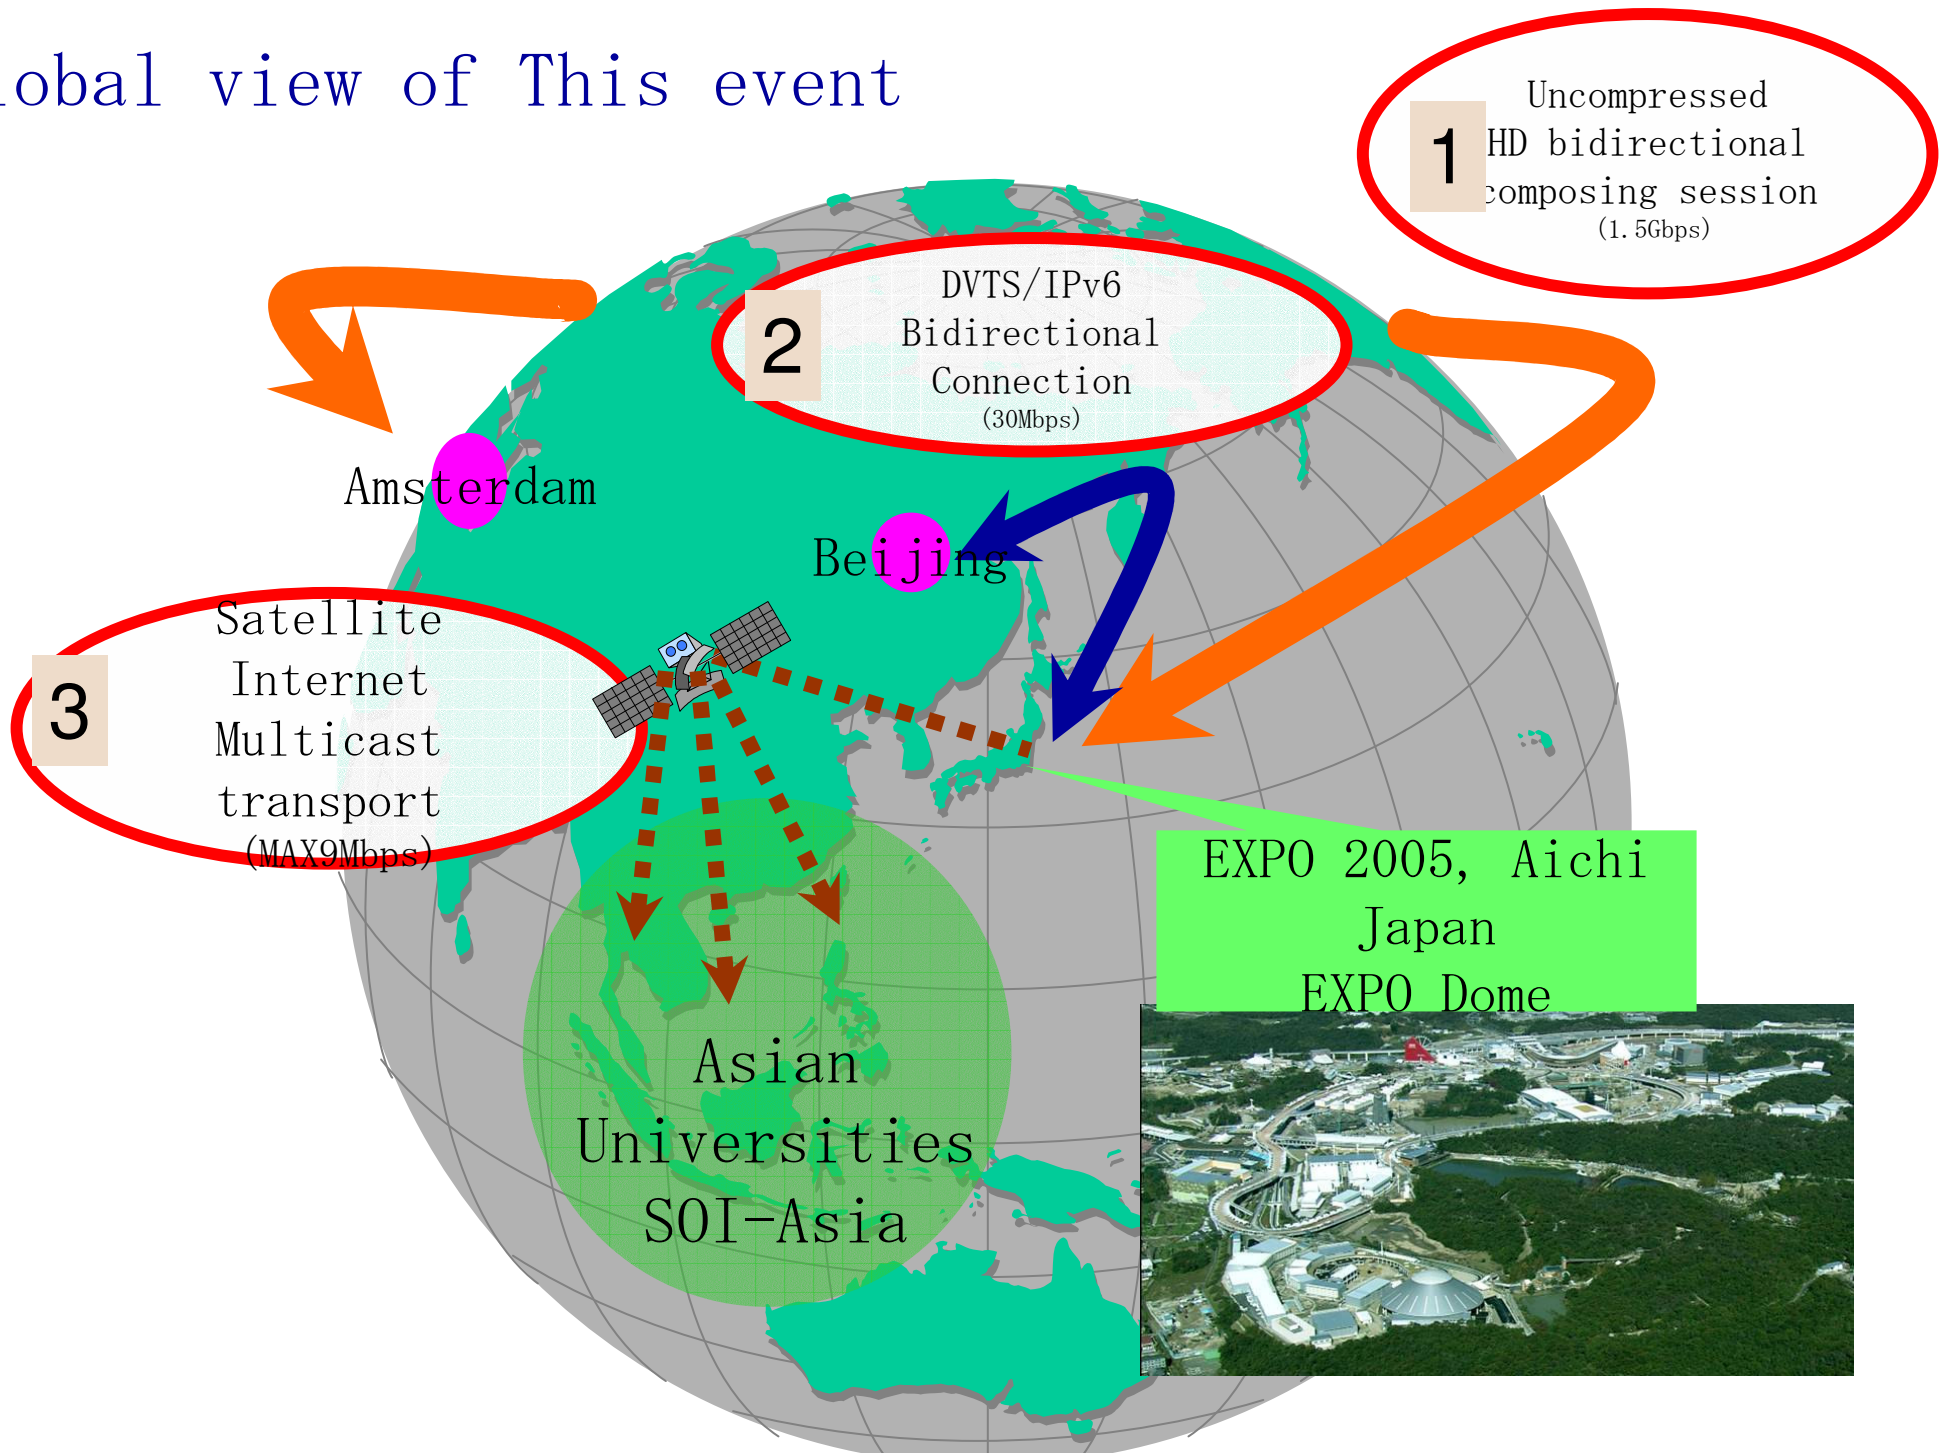 lobal view of This event
1
Uncompressed
HD bidirectional
composing session
(1.5Gbps)
2
DVTS/IPv6
Bidirectional
Connection
(30Mbps)
Amsterdam
Beijing
3
Satellite
Internet
Multicast
transport
(MAX9Mbps)
EXPO 2005, Aichi
Japan
EXPO Dome
Asian
Universities
SOI-Asia